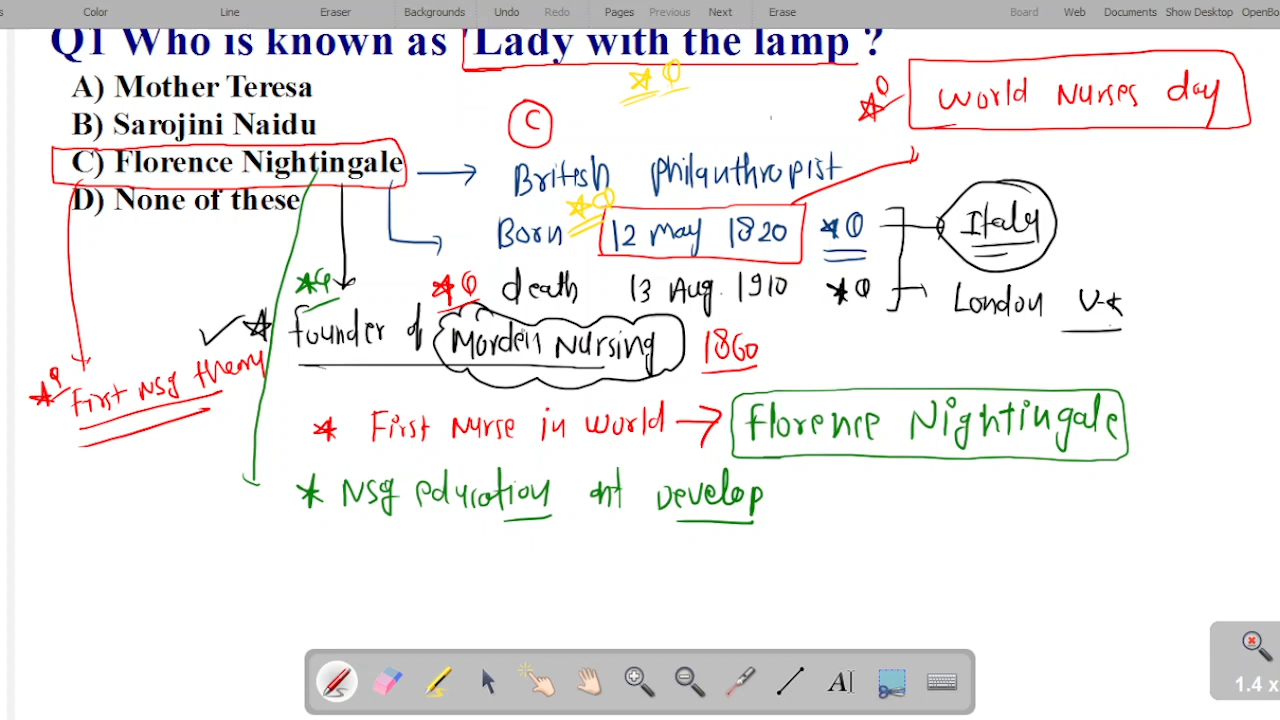 Color Line Eraser Backgrounds Undo Redo Pages Previous Next Erase Board Web Documents Show Desktop OpenBo
Q1 Who is known as 'Lady with the lamp ?
A) Mother Teresa
B) Sarojini Naidu
C) Florence Nightingale
D) None of these
C
World Nurses day
British philanthropist
Born 12 May 1820
Italy
death 13 Aug. 1910
London U.K
founder of Morden Nursing 1860
First NSg theory
First Nurse in world → Florence Nightingale
NSg education develop
1.4 x